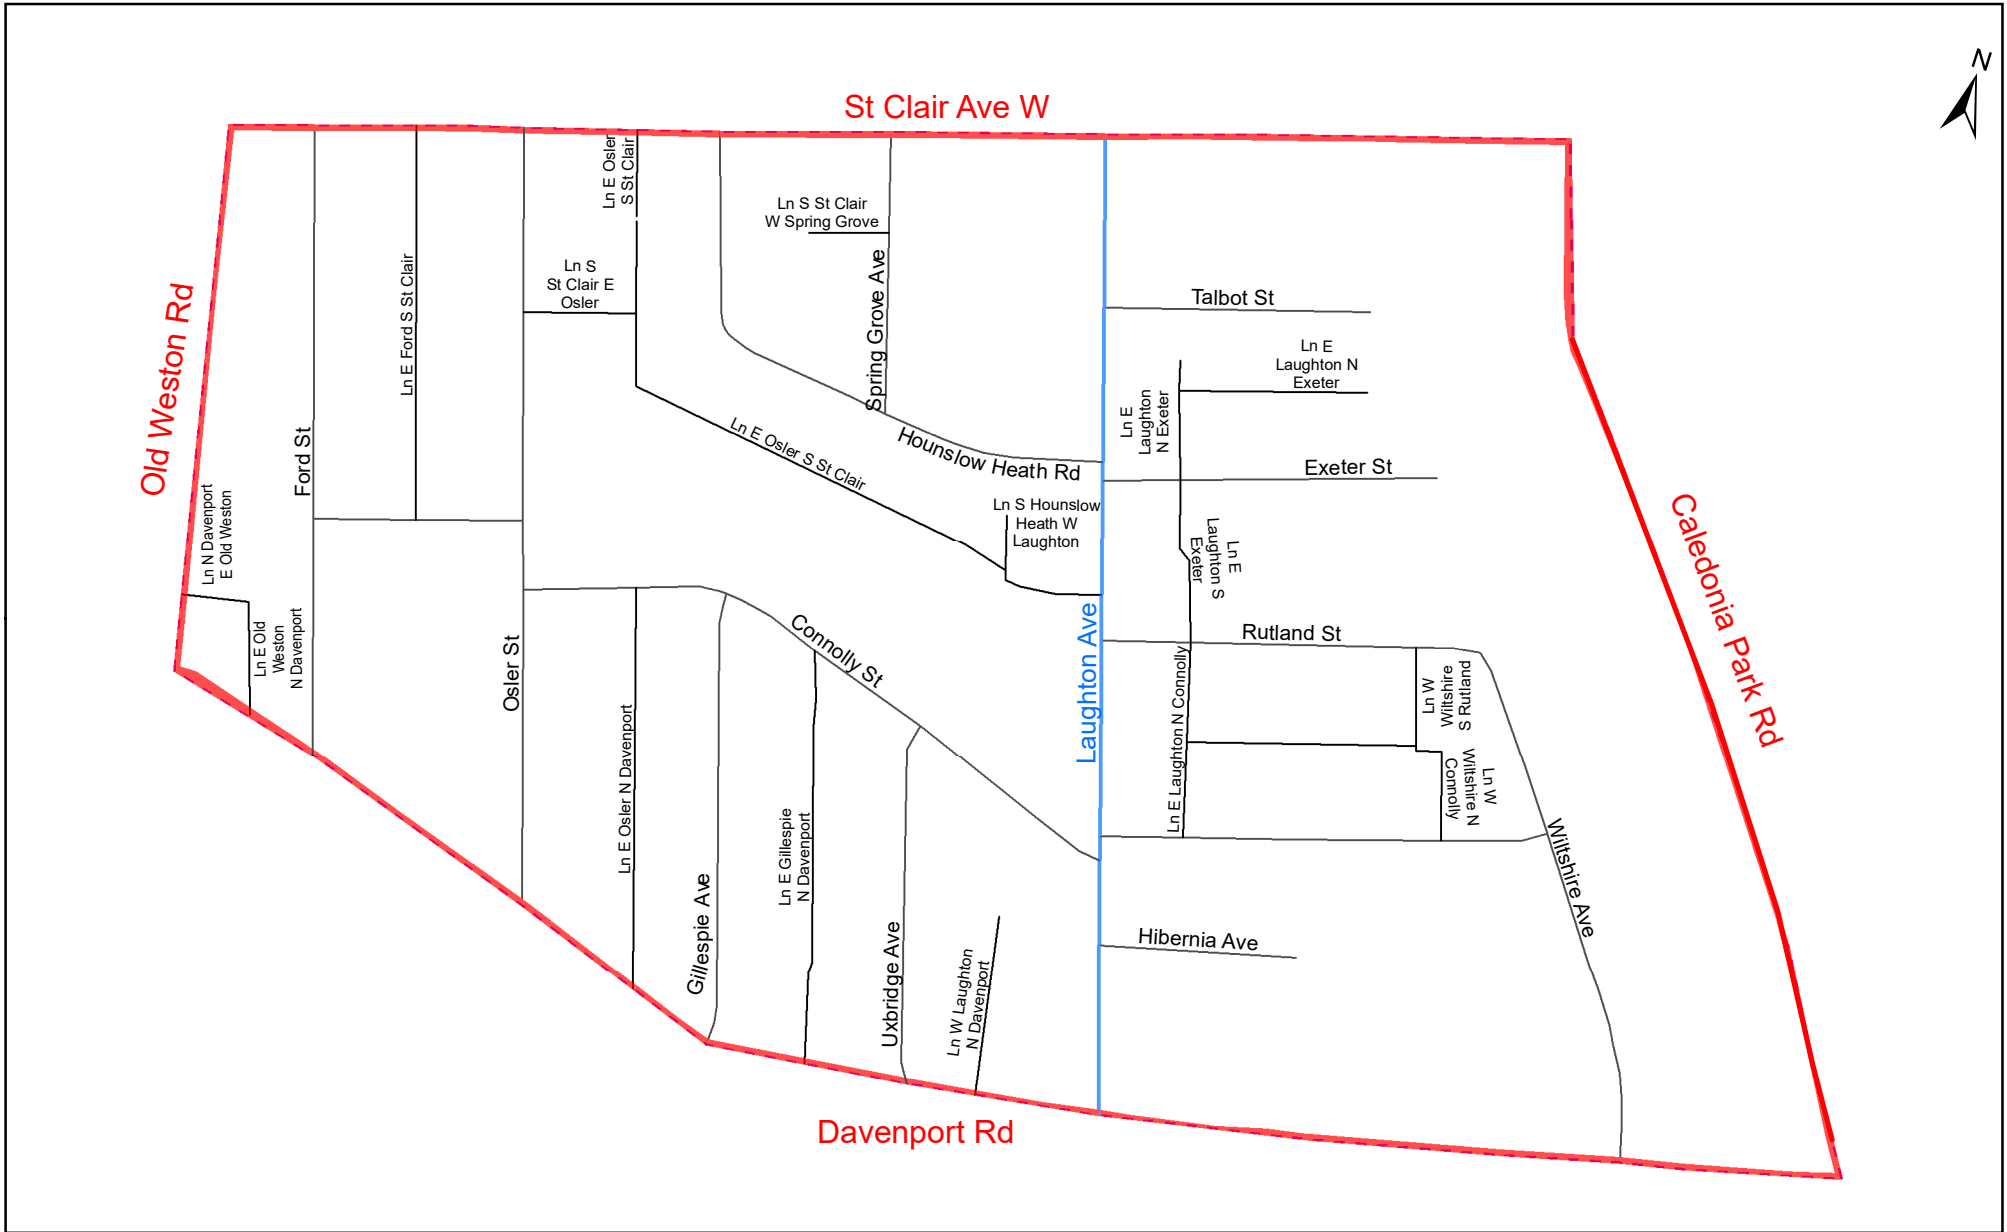 N
St Clair Ave W
Ln E Osler
S St Clair
Ln S St Clair
W Spring Grove
Ln S
St Clair E
Osler
Ln E Ford S St Clair
Spring Grove Ave
Talbot St
Old Weston Rd
Ln E
Laughton N
Exeter
Ln E
Laughton
N Exeter
Ford St
Ln E Osler S St Clair
Hounslow Heath Rd
Exeter St
Ln N Davenport
E Old Weston
Ln S Hounslow
Heath W
Laughton
Ln E
Laughton S
Exeter
Caledonia Park Rd
Ln E Old
Weston
N Davenport
Osler St
Connolly St
Laughton Ave
Rutland St
Ln E Laughton N Connolly
Ln W
Wiltshire
S Rutland
Ln W
Wiltshire N
Connolly
Ln E Osler N Davenport
Ln E Gillespie
N Davenport
Wiltshire Ave
Gillespie Ave
Uxbridge Ave
Ln W Laughton
N Davenport
Hibernia Ave
Davenport Rd